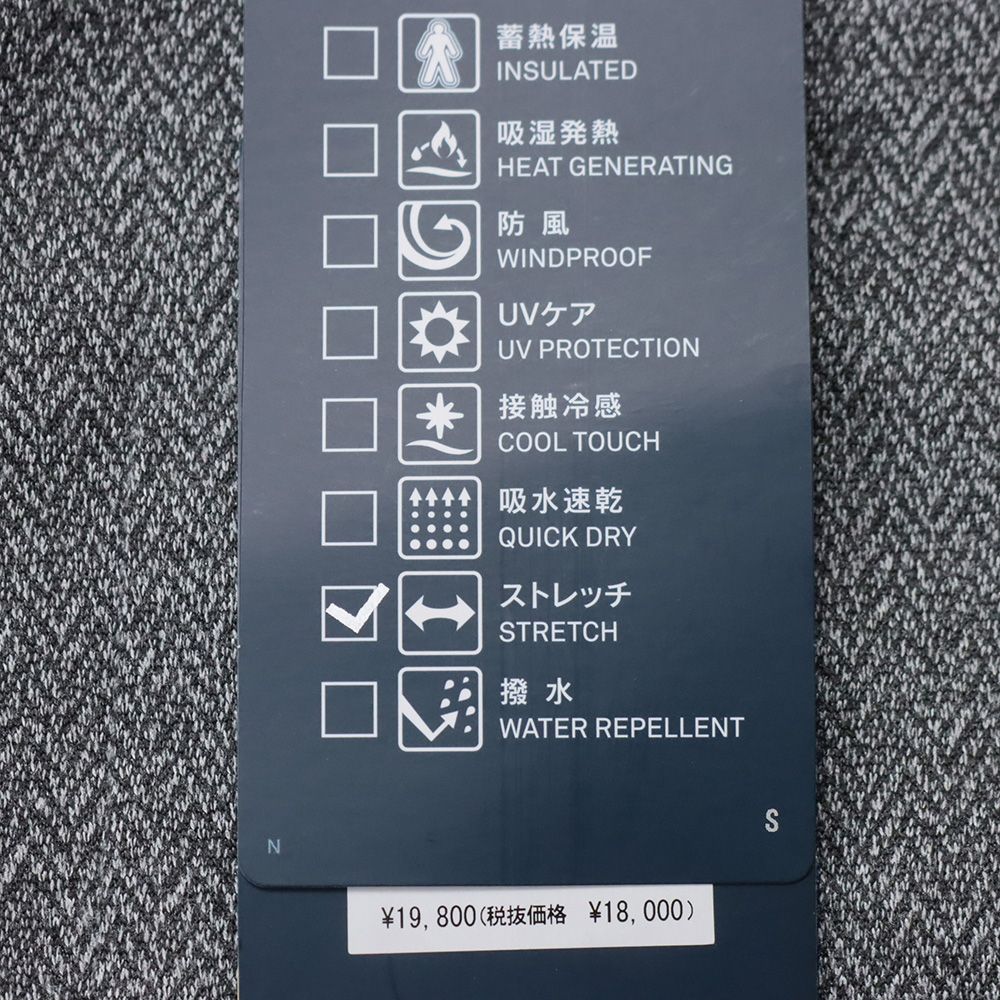 蓄熱保温
INSULATED
吸湿発熱
HEAT GENERATING
防 風
WINDPROOF
UVケア
UV PROTECTION
接触冷感
COOL TOUCH
吸水速乾
QUICK DRY
ストレッチ
STRETCH
撥 水
WATER REPELLENT
S
N
¥19,800(税抜価格 ¥18,000)